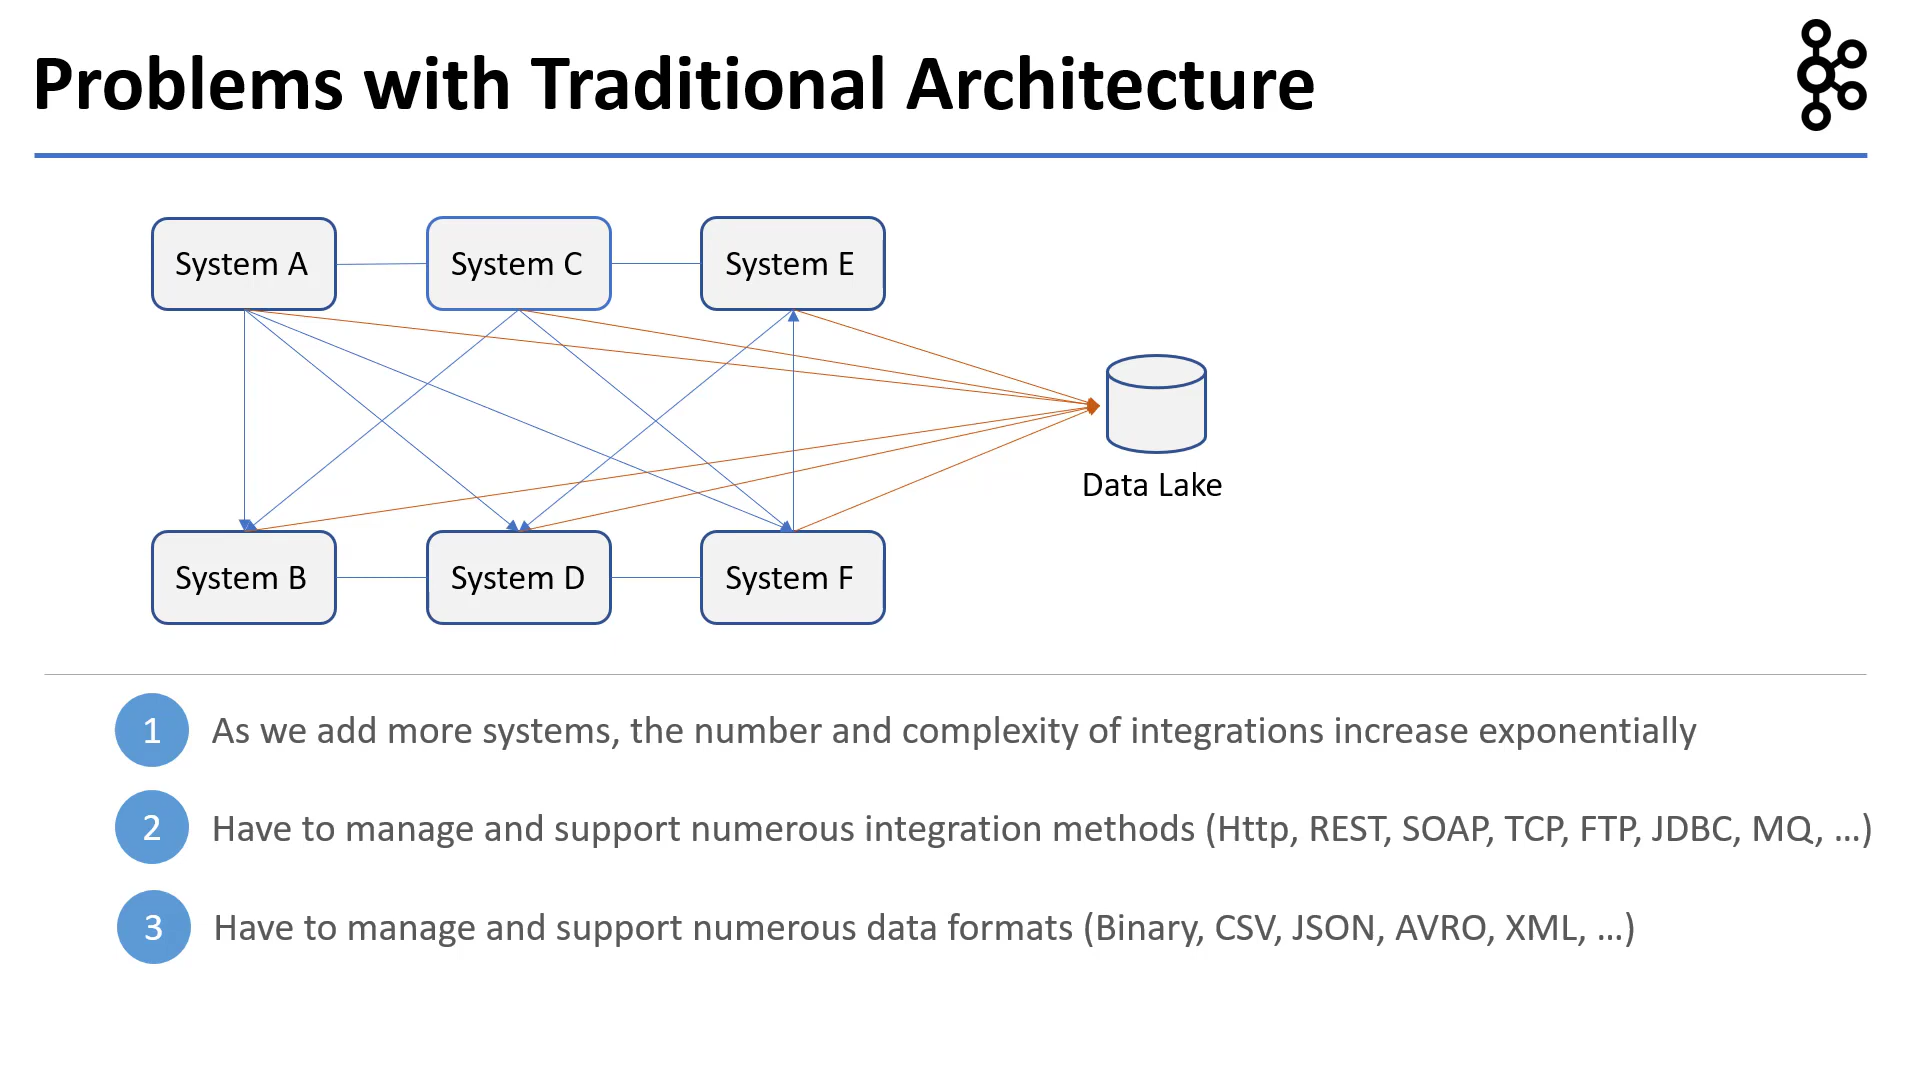 Problems with Traditional Architecture
System A
System C
System E
Data Lake
System B
System D
System F
1 As we add more systems, the number and complexity of integrations increase exponentially
2 Have to manage and support numerous integration methods (Http, REST, SOAP, TCP, FTP, JDBC, MQ, ...)
3 Have to manage and support numerous data formats (Binary, CSV, JSON, AVRO, XML, ...)